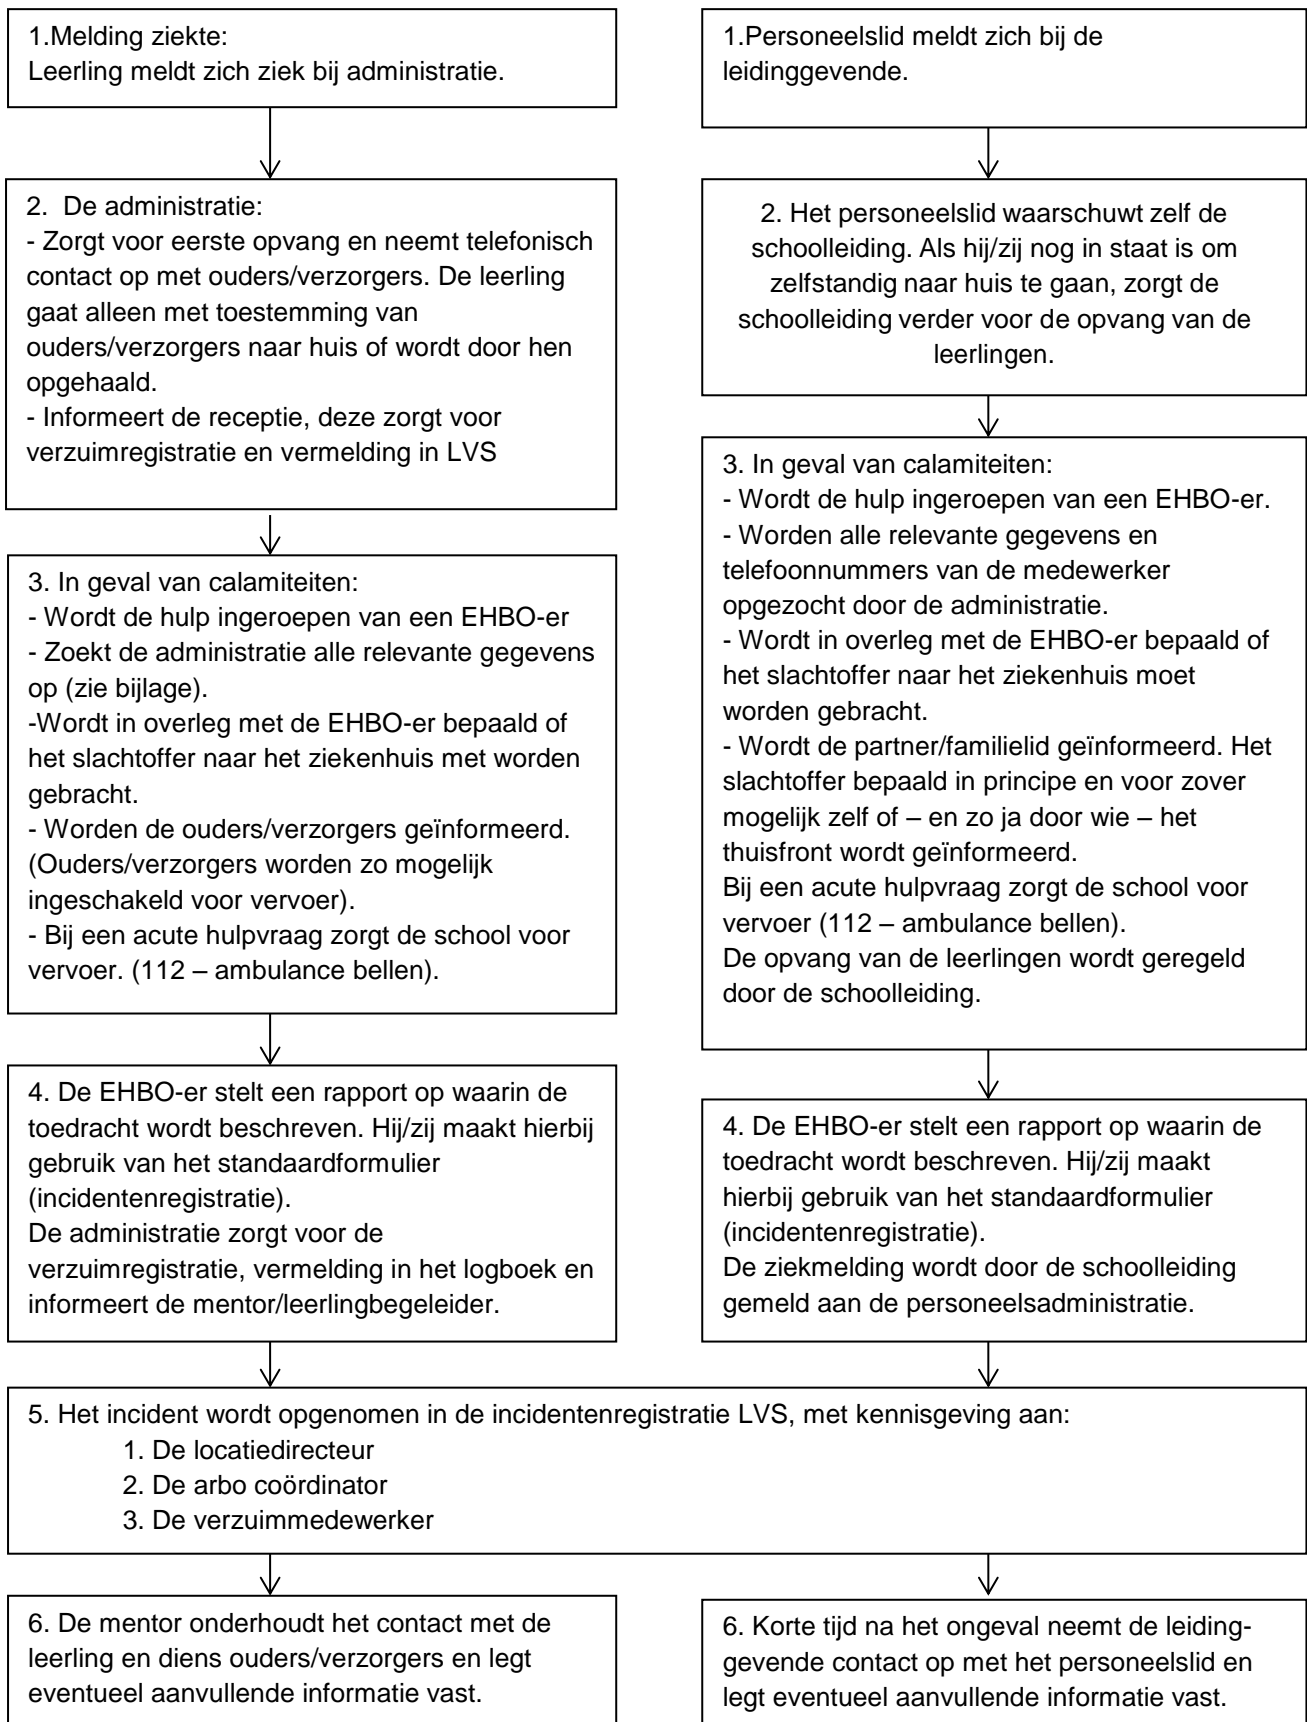 1.Melding ziekte:
Leerling meldt zich ziek bij administratie.
2.  De administratie:
- Zorgt voor eerste opvang en neemt telefonisch
contact op met ouders/verzorgers. De leerling
gaat alleen met toestemming van
ouders/verzorgers naar huis of wordt door hen
opgehaald.
- Informeert de receptie, deze zorgt voor
verzuimregistratie en vermelding in LVS
3. In geval van calamiteiten:
- Wordt de hulp ingeroepen van een EHBO-er
- Zoekt de administratie alle relevante gegevens
op (zie bijlage).
-Wordt in overleg met de EHBO-er bepaald of
het slachtoffer naar het ziekenhuis met worden
gebracht.
- Worden de ouders/verzorgers geïnformeerd.
(Ouders/verzorgers worden zo mogelijk
ingeschakeld voor vervoer).
- Bij een acute hulpvraag zorgt de school voor
vervoer. (112 – ambulance bellen).
4. De EHBO-er stelt een rapport op waarin de
toedracht wordt beschreven. Hij/zij maakt hierbij
gebruik van het standaardformulier
(incidentenregistratie).
De administratie zorgt voor de
verzuimregistratie, vermelding in het logboek en
informeert de mentor/leerlingbegeleider.
1.Personeelslid meldt zich bij de
leidinggevende.
2. Het personeelslid waarschuwt zelf de
schoolleiding. Als hij/zij nog in staat is om
zelfstandig naar huis te gaan, zorgt de
schoolleiding verder voor de opvang van de
leerlingen.
3. In geval van calamiteiten:
- Wordt de hulp ingeroepen van een EHBO-er.
- Worden alle relevante gegevens en
telefoonnummers van de medewerker
opgezocht door de administratie.
- Wordt in overleg met de EHBO-er bepaald of
het slachtoffer naar het ziekenhuis moet
worden gebracht.
- Wordt de partner/familielid geïnformeerd. Het
slachtoffer bepaald in principe en voor zover
mogelijk zelf of – en zo ja door wie – het
thuisfront wordt geïnformeerd.
Bij een acute hulpvraag zorgt de school voor
vervoer (112 – ambulance bellen).
De opvang van de leerlingen wordt geregeld
door de schoolleiding.
4. De EHBO-er stelt een rapport op waarin de
toedracht wordt beschreven. Hij/zij maakt
hierbij gebruik van het standaardformulier
(incidentenregistratie).
De ziekmelding wordt door de schoolleiding
gemeld aan de personeelsadministratie.
5. Het incident wordt opgenomen in de incidentenregistratie LVS, met kennisgeving aan:
1. De locatiedirecteur
2. De arbo coördinator
3. De verzuimmedewerker
6. De mentor onderhoudt het contact met de
leerling en diens ouders/verzorgers en legt
eventueel aanvullende informatie vast.
6. Korte tijd na het ongeval neemt de leiding-
gevende contact op met het personeelslid en
legt eventueel aanvullende informatie vast.